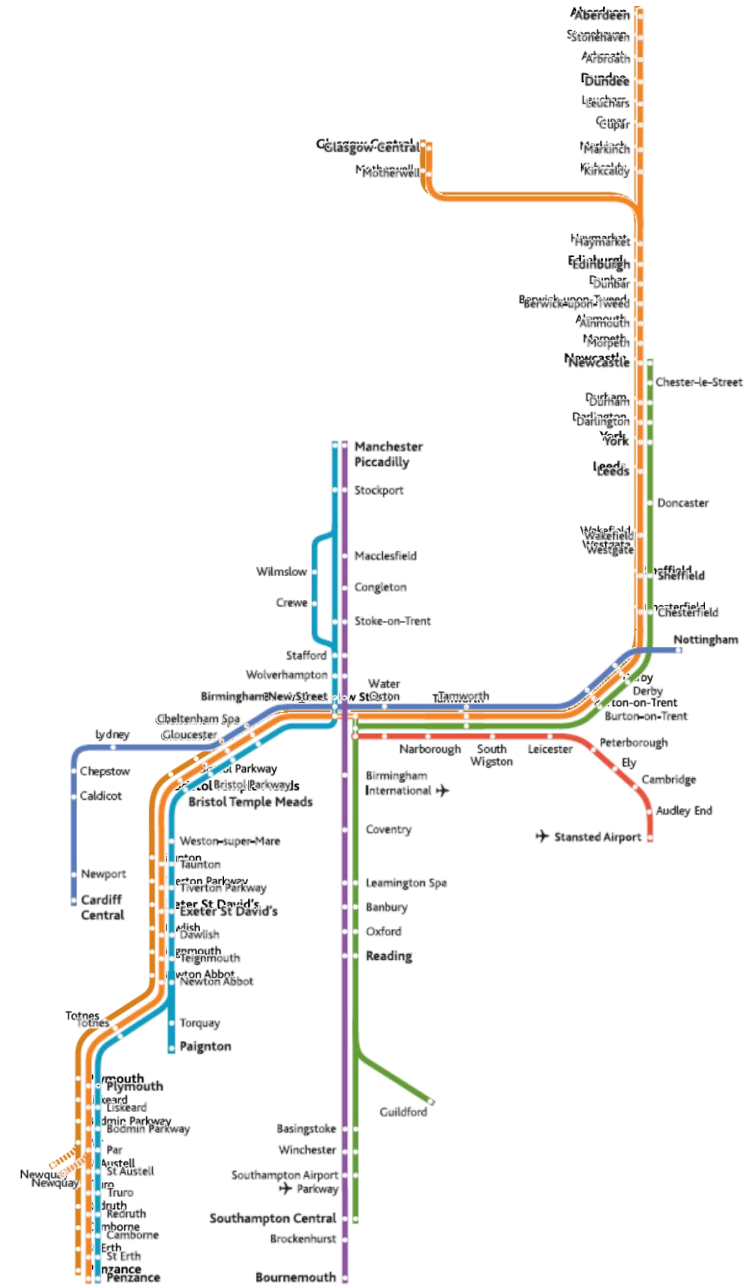 Aberdeen
Stonehaven
Arbroath
Dundee
Leuchars
Cupar
Markinch
Kirkcaldy
Glasgow Central
Motherwell
Haymarket
Edinburgh
Dunbar
Berwick-upon-Tweed
Alnmouth
Morpeth
Newcastle
Chester-le-Street
Durham
Darlington
York
Leeds
Doncaster
Wakefield
Westgate
Sheffield
Chesterfield
Nottingham
Derby
Burton-on-Trent
Manchester
Piccadilly
Stockport
Macclesfield
Wilmslow
Congleton
Crewe
Stoke-on-Trent
Stafford
Wolverhampton
Birmingham New Street
Water
Orton
Tamworth
Cheltenham Spa
Gloucester
Lydney
Chepstow
Caldicot
Newport
Cardiff
Central
Bristol Parkway
Bristol Temple Meads
Narborough
South
Wigston
Leicester
Peterborough
Ely
Cambridge
Audley End
Stansted Airport
Birmingham
International
Coventry
Leamington Spa
Banbury
Oxford
Reading
Weston-super-Mare
Taunton
Tiverton Parkway
Exeter St David's
Dawlish
Teignmouth
Newton Abbot
Torquay
Paignton
Totnes
Totnes
Plymouth
Liskeard
Bodmin Parkway
Par
St Austell
Newquay
Newquay
Truro
Redruth
Camborne
St Erth
Penzance
Guildford
Basingstoke
Winchester
Southampton Airport
Parkway
Southampton Central
Brockenhurst
Bournemouth